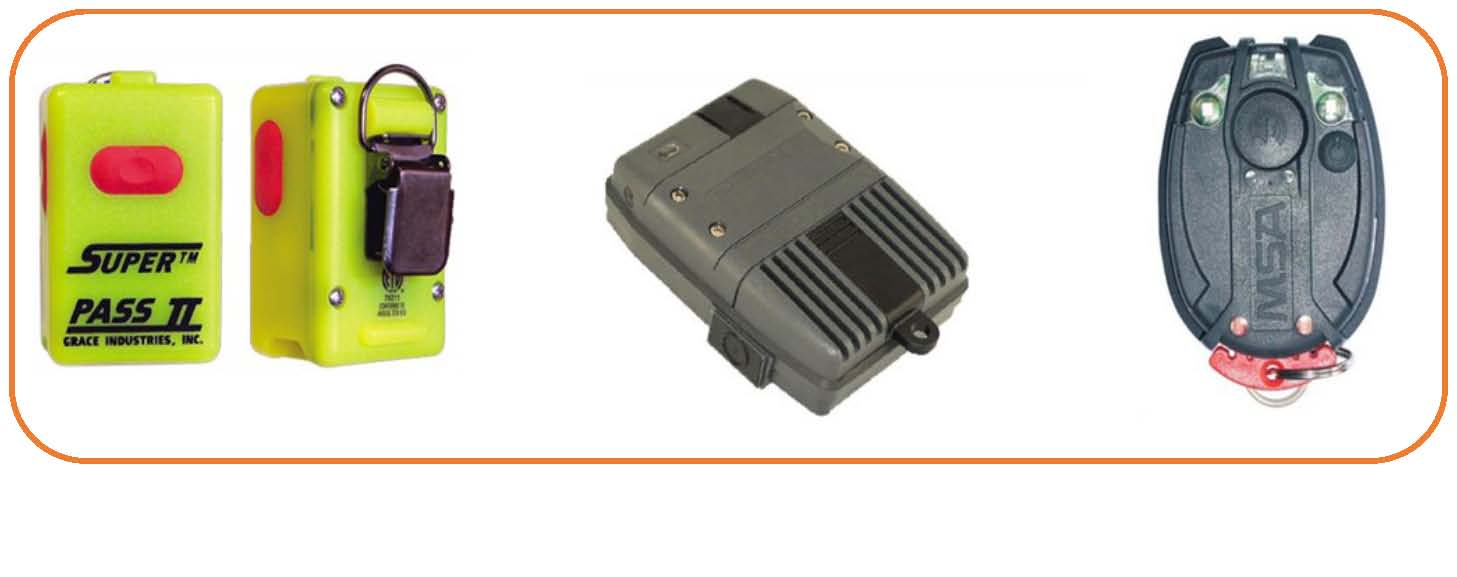 SUPER™
PASS II
GRACE INDUSTRIES, INC.
MSA